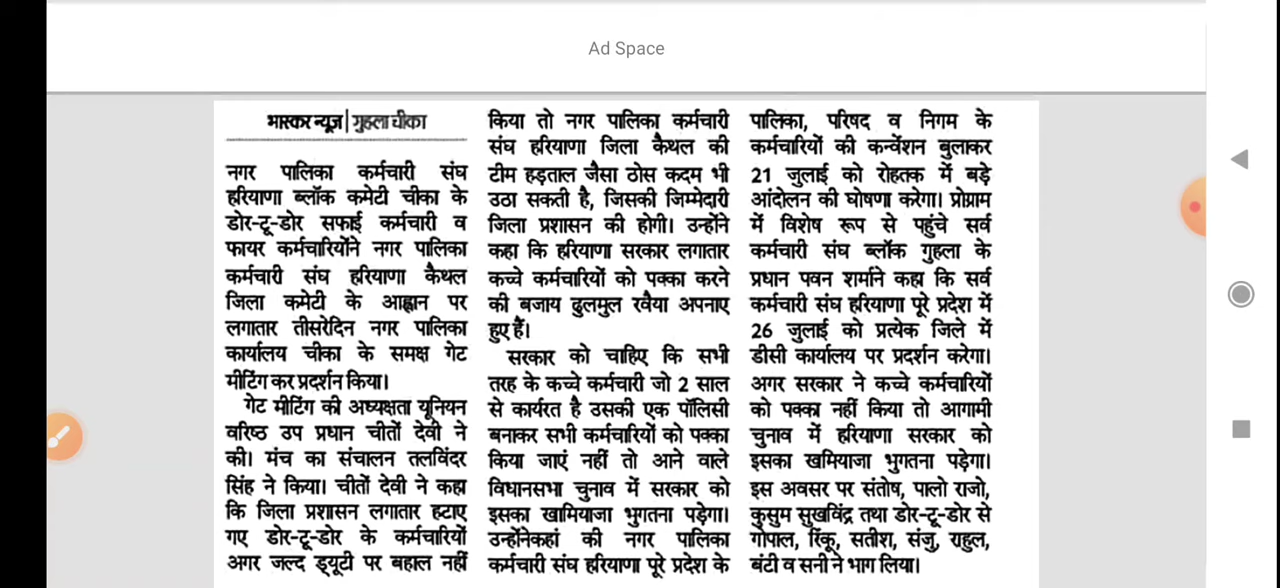 Ad Space
भास्कर न्यूज़ | गुहला चीका
नगर पालिका कर्मचारी संघ
हरियाणा ब्लॉक कमेटी चीका के
डोर-टू-डोर सफाई कर्मचारी व
फायर कर्मचारियोंने नगर पालिका
कर्मचारी संघ हरियाणा कैथल
जिला कमेटी के आह्वान पर
लगातार तीसरेदिन नगर पालिका
कार्यालय चीका के समक्ष गेट
मीटिंग कर प्रदर्शन किया।
गेट मीटिंग की अध्यक्षता यूनियन
वरिष्ठ उप प्रधान चीतों देवी ने
की। मंच का संचालन तलविंदर
सिंह ने किया। चीतों देवी ने कहा
कि जिला प्रशासन लगातार हटाए
गए डोर-टू-डोर के कर्मचारियों
अगर जल्द ड्यूटी पर बहाल नहीं
किया तो नगर पालिका कर्मचारी
संघ हरियाणा जिला कैथल की
टीम हड़ताल जैसा ठोस कदम भी
उठा सकती है, जिसकी जिम्मेदारी
जिला प्रशासन की होगी। उन्होंने
कहा कि हरियाणा सरकार लगातार
कच्चे कर्मचारियों को पक्का करने
की बजाय ढुलमुल रवैया अपनाए
हुए हैं।
सरकार को चाहिए कि सभी
तरह के कच्चे कर्मचारी जो 2 साल
से कार्यरत है उसकी एक पॉलिसी
बनाकर सभी कर्मचारियों को पक्का
किया जाएं नहीं तो आने वाले
विधानसभा चुनाव में सरकार को
इसका खामियाजा भुगतना पड़ेगा।
उन्होंनेकहां की नगर पालिका
कर्मचारी संघ हरियाणा पूरे प्रदेश के
पालिका, परिषद व निगम के
कर्मचारियों की कन्वेंशन बुलाकर
21 जुलाई को रोहतक में बड़े
आंदोलन की घोषणा करेगा। प्रोग्राम
में विशेष रूप से पहुंचे सर्व
कर्मचारी संघ ब्लॉक गुहला के
प्रधान पवन शर्माने कहा कि सर्व
कर्मचारी संघ हरियाणा पूरे प्रदेश में
26 जुलाई को प्रत्येक जिले में
डीसी कार्यालय पर प्रदर्शन करेगा।
अगर सरकार ने कच्चे कर्मचारियों
को पक्का नहीं किया तो आगामी
चुनाव में हरियाणा सरकार को
इसका खमियाजा भुगतना पड़ेगा।
इस अवसर पर संतोष, पालो राजो,
कुसुम सुखविंद्र तथा डोर-टू-डोर से
गोपाल, रिंकू, सतीश, संजु, राहुल,
बंटी व सनी ने भाग लिया।